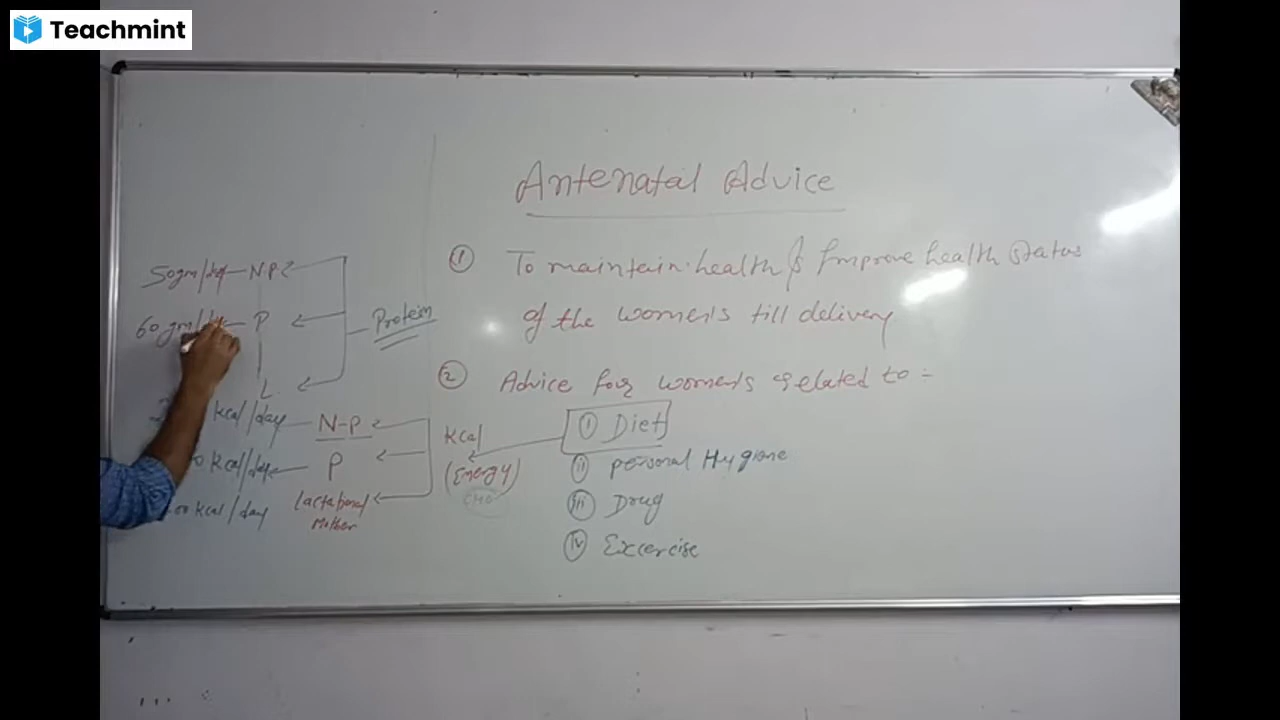 Teachmint
Antenatal Advice
① To maintain health & Improve health status
of the women's till delivery
② Advice for women's related to :-
① Diet
ii personal Hygiene
iii Drug
iv Excercise
Kcal
(Energy)
CHO
N-P
P
Lactational
Mother
kcal/day
kcal/day
kcal/day
Protein
50gm/day N.P
60 gm/day P
L